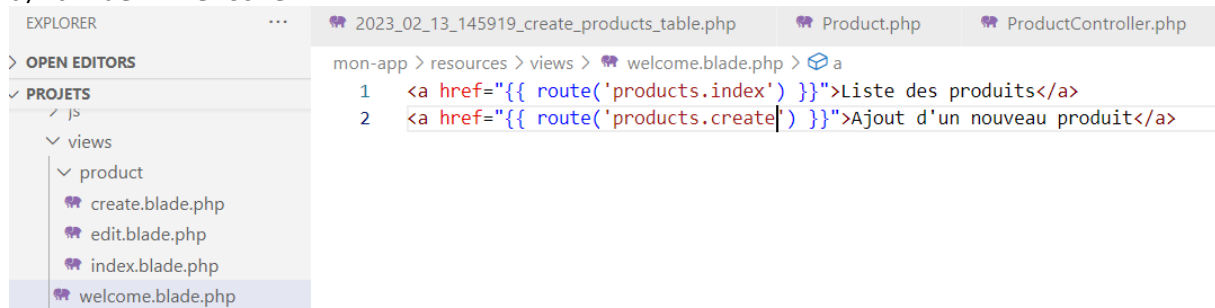 EXPLORER ...
2023_02_13_145919_create_products_table.php Product.php ProductController.php
> OPEN EDITORS
mon-app > resources > views > welcome.blade.php > a
PROJETS
1 <a href="{{ route('products.index') }}">Liste des produits</a>
2 <a href="{{ route('products.create') }}">Ajout d'un nouveau produit</a>
> js
views
product
create.blade.php
edit.blade.php
index.blade.php
welcome.blade.php